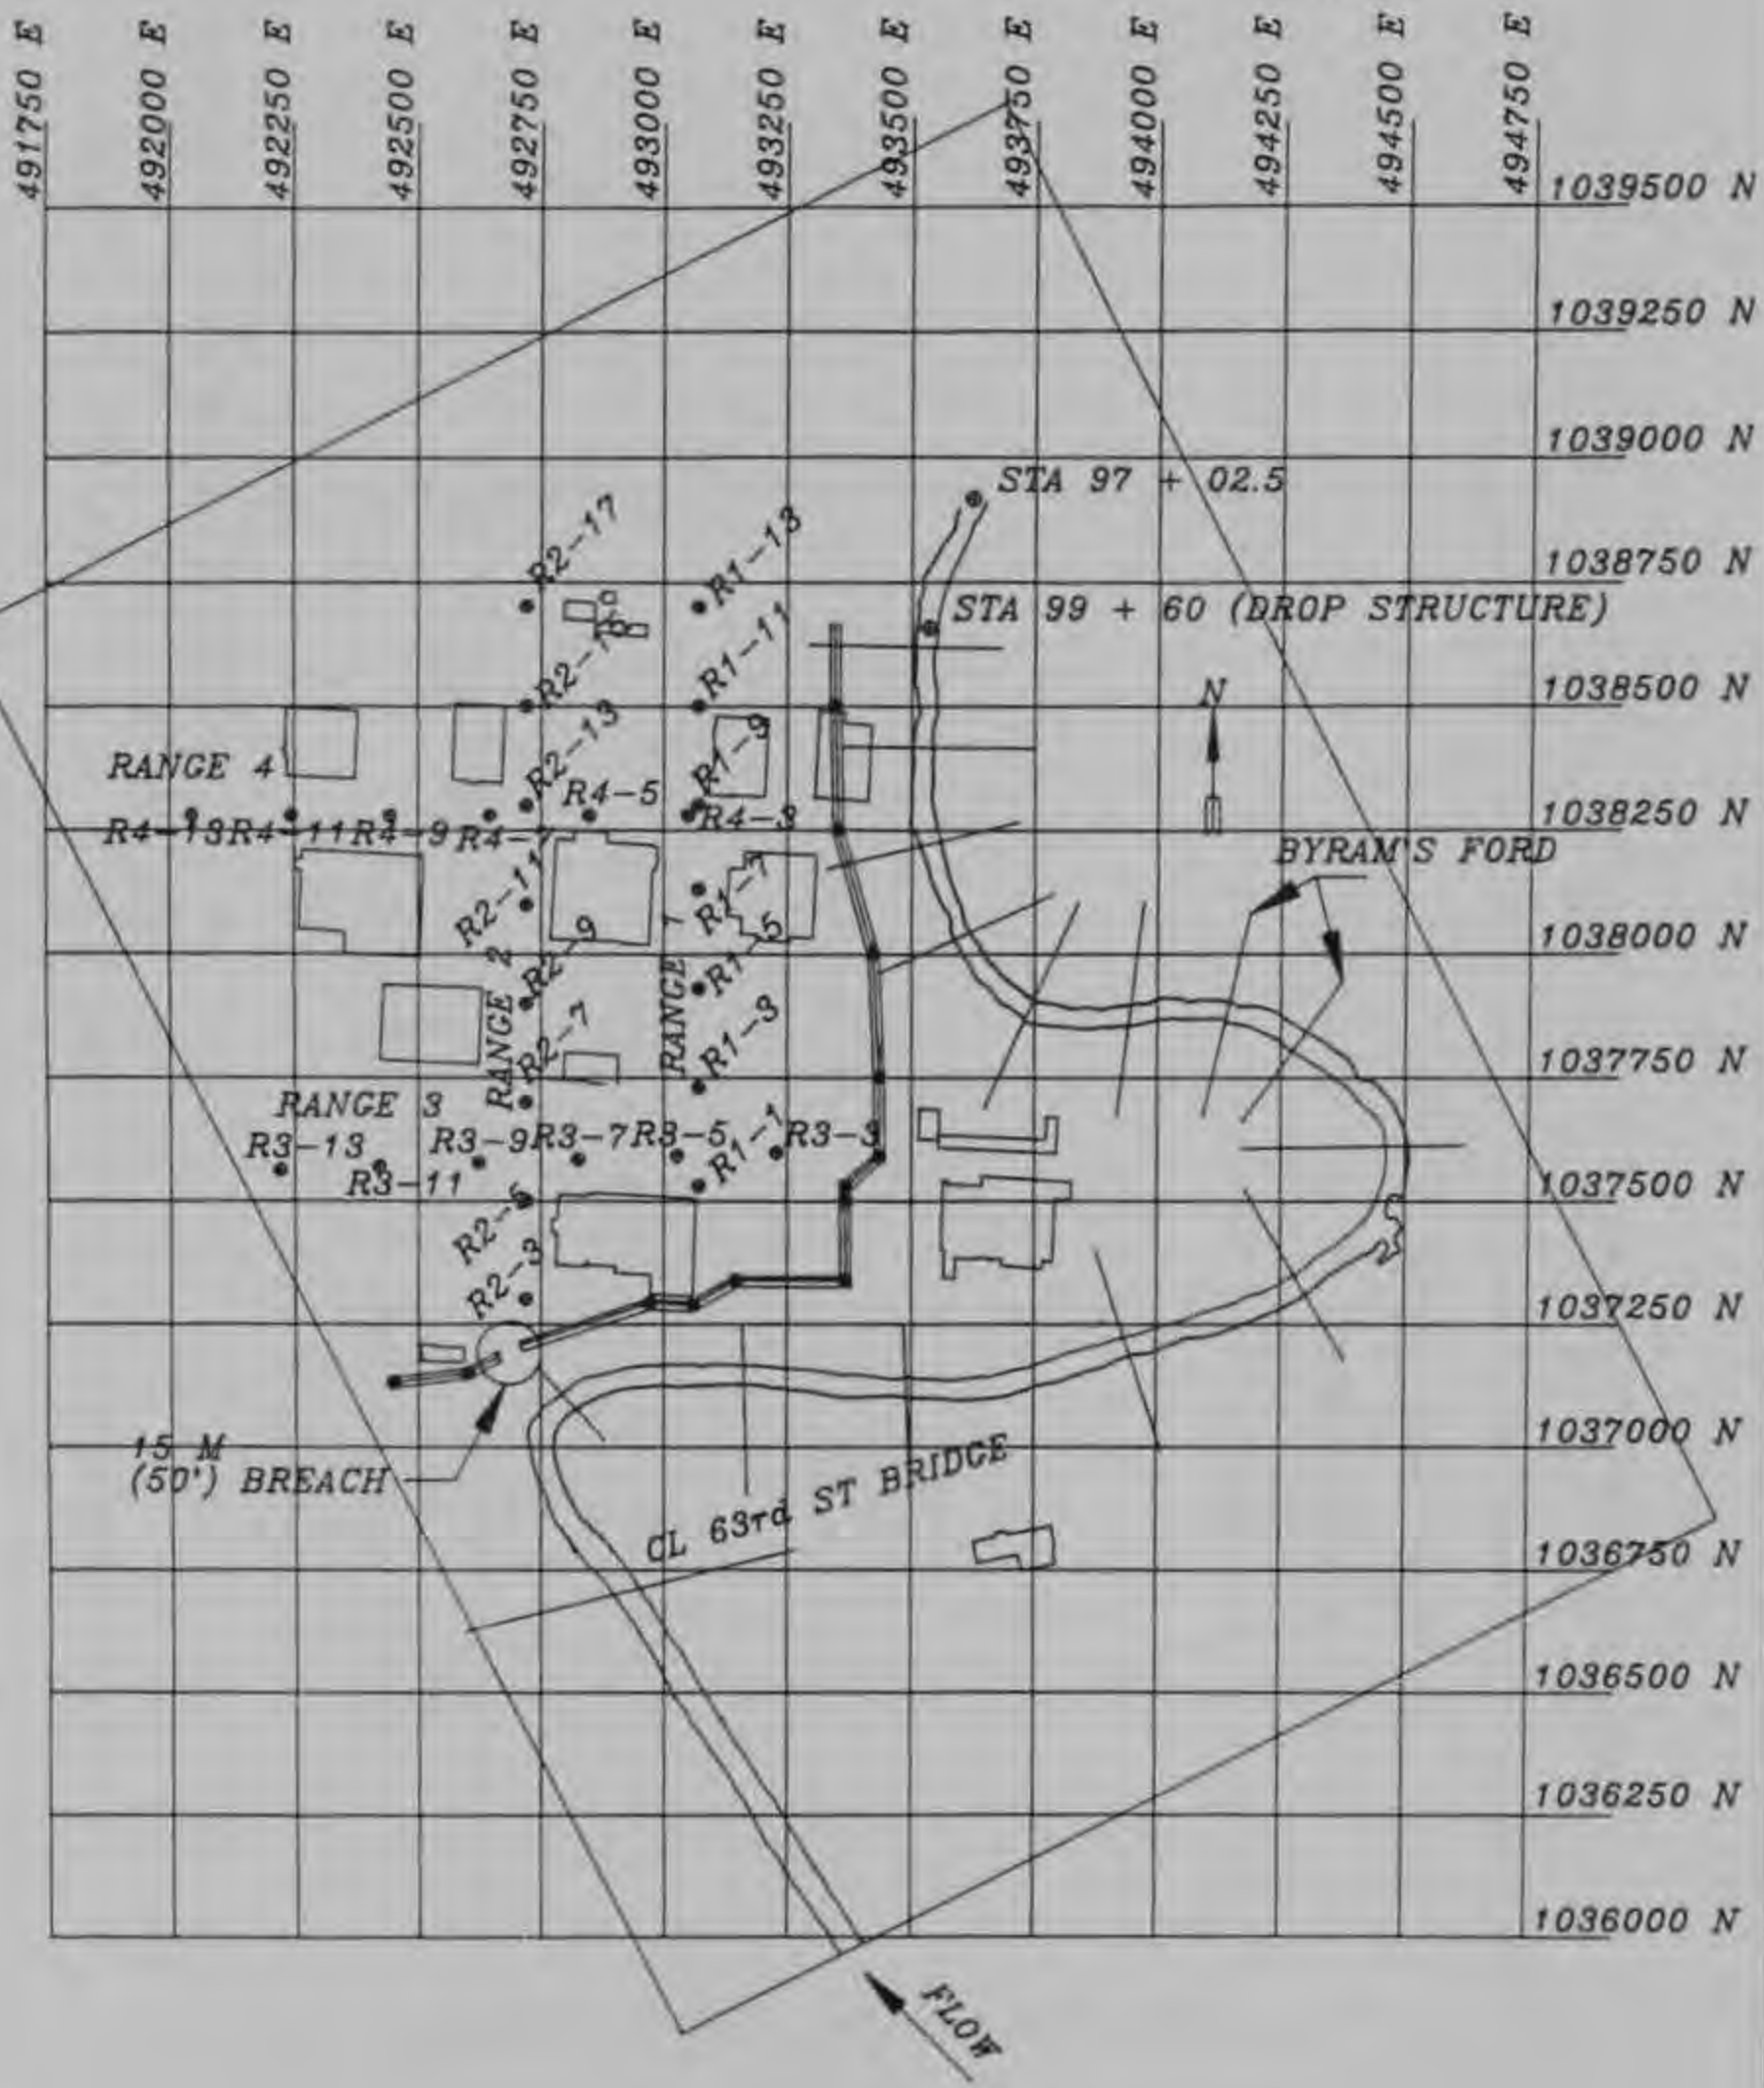 491750 E
492000 E
492250 E
492500 E
492750 E
493000 E
493250 E
493500 E
493750 E
494000 E
494250 E
494500 E
494750 E
1039500 N
1039250 N
1039000 N
STA 97 + 02.5
R2-17
R1-13
1038750 N
STA 99 + 60 (DROP STRUCTURE)
R1-11
1038500 N
N
R2-13
R1-9
RANGE 4
R4-5
R4-3
1038250 N
R4-13
R4-11
R4-9
R4-7
BYRAM'S FORD
R2-11
R1-7
R2-9
R1-5
1038000 N
RANGE 2
RANGE 1
R2-7
R1-3
1037750 N
RANGE 3
R3-13
R3-9
R3-7
R3-5
R1-1
R3-3
R3-11
1037500 N
R2-5
R2-3
1037250 N
15 M
(50') BREACH
1037000 N
CL 63rd ST BRIDGE
1036750 N
1036500 N
1036250 N
1036000 N
FLOW